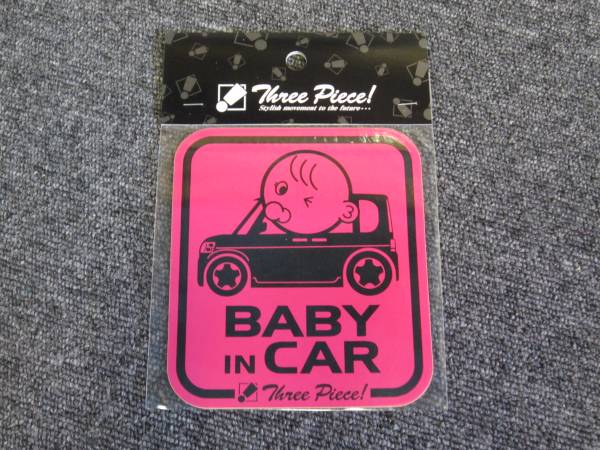 Three Piece!
Stylish movement to the future・・・
BABY
IN CAR
Three Piece!